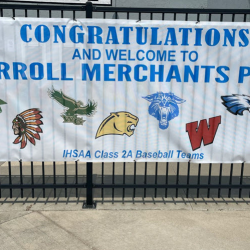 CONGRATULATIONS
AND WELCOME TO
RROLL MERCHANTS P
W
IHSAA Class 2A Baseball Teams